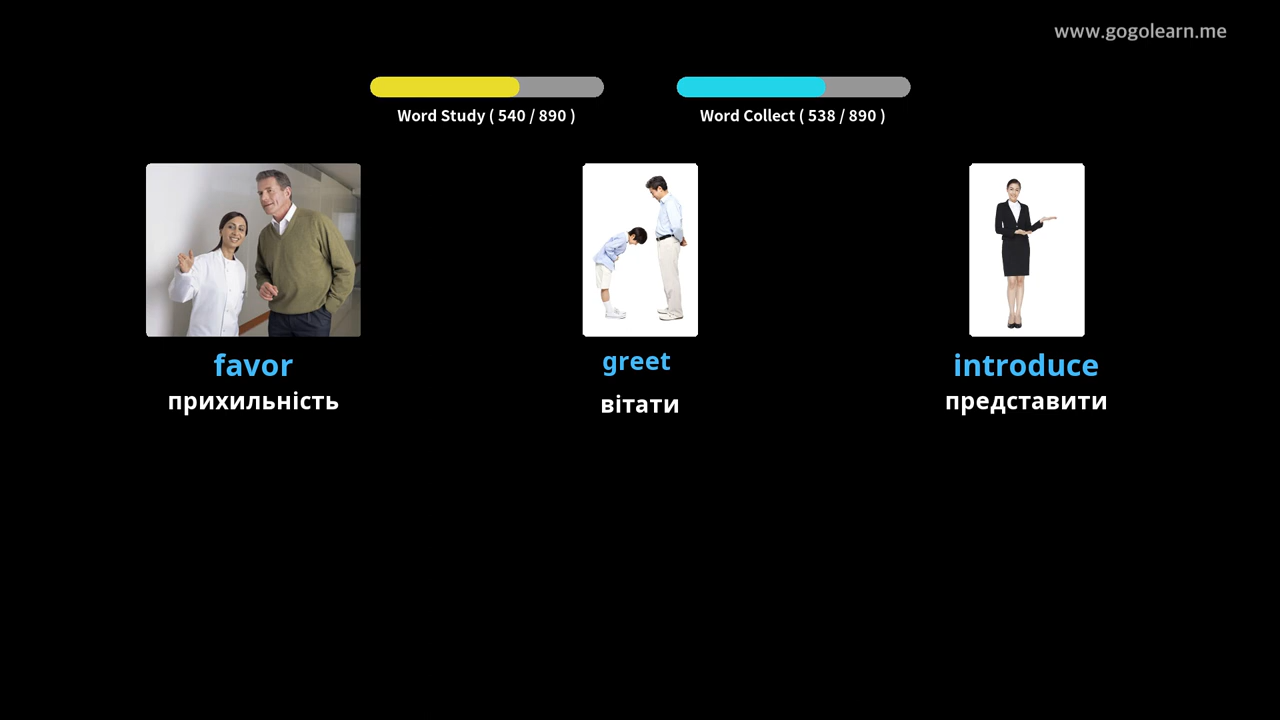 www.gogolearn.me
Word Study ( 540 / 890 )
Word Collect ( 538 / 890 )
favor
прихильність
greet
вітати
introduce
представити